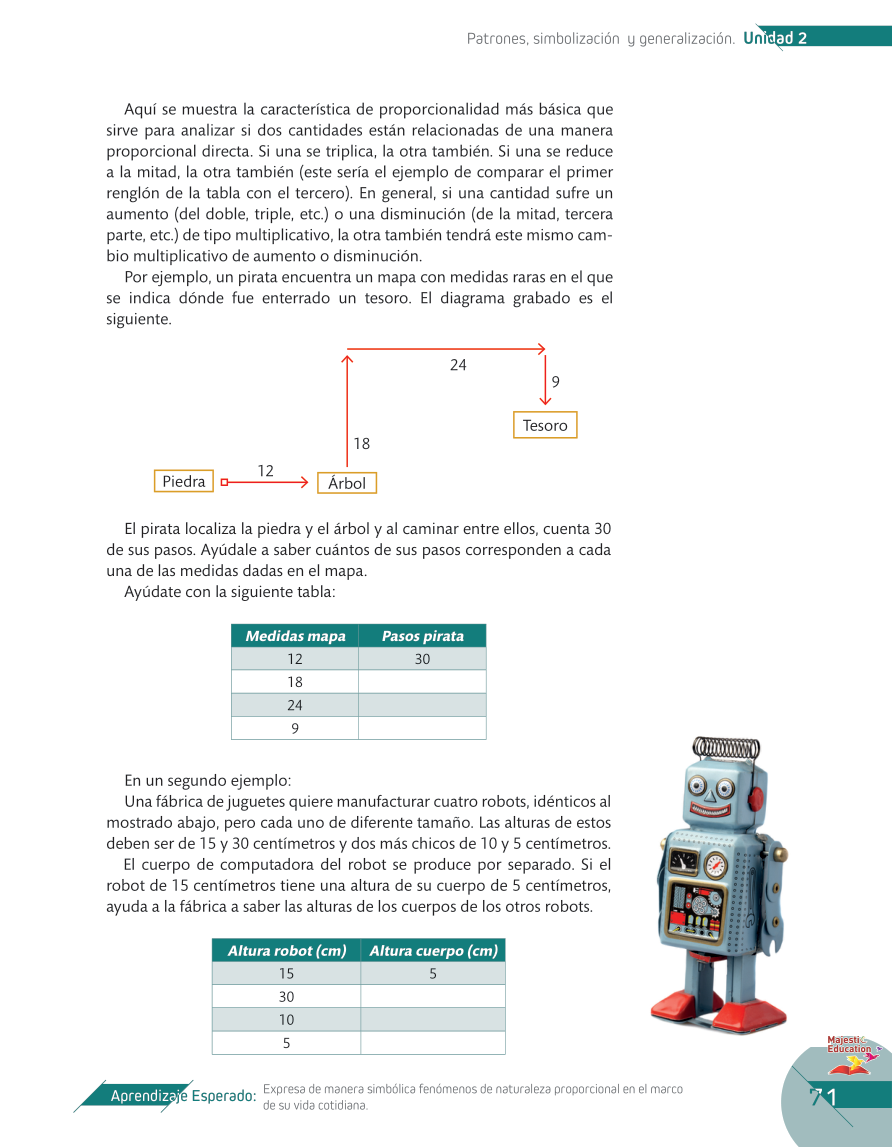 Patrones, simbolización y generalización. Unidad 2
Aquí se muestra la característica de proporcionalidad más básica que
sirve para analizar si dos cantidades están relacionadas de una manera
proporcional directa. Si una se triplica, la otra también. Si una se reduce
a la mitad, la otra también (este sería el ejemplo de comparar el primer
renglón de la tabla con el tercero). En general, si una cantidad sufre un
aumento (del doble, triple, etc.) o una disminución (de la mitad, tercera
parte, etc.) de tipo multiplicativo, la otra también tendrá este mismo cam-
bio multiplicativo de aumento o disminución.
Por ejemplo, un pirata encuentra un mapa con medidas raras en el que
se indica dónde fue enterrado un tesoro. El diagrama grabado es el
siguiente.
24
9
Tesoro
18
12
Piedra
Árbol
El pirata localiza la piedra y el árbol y al caminar entre ellos, cuenta 30
de sus pasos. Ayúdale a saber cuántos de sus pasos corresponden a cada
una de las medidas dadas en el mapa.
Ayúdate con la siguiente tabla:
Medidas mapa Pasos pirata
12 30
18
24
9
En un segundo ejemplo:
Una fábrica de juguetes quiere manufacturar cuatro robots, idénticos al
mostrado abajo, pero cada uno de diferente tamaño. Las alturas de estos
deben ser de 15 y 30 centímetros y dos más chicos de 10 y 5 centímetros.
El cuerpo de computadora del robot se produce por separado. Si el
robot de 15 centímetros tiene una altura de su cuerpo de 5 centímetros,
ayuda a la fábrica a saber las alturas de los cuerpos de los otros robots.
Altura robot (cm) Altura cuerpo (cm)
15 5
30
10
5
Majestic
Education
Aprendizaje Esperado: Expresa de manera simbólica fenómenos de naturaleza proporcional en el marco
de su vida cotidiana.
71